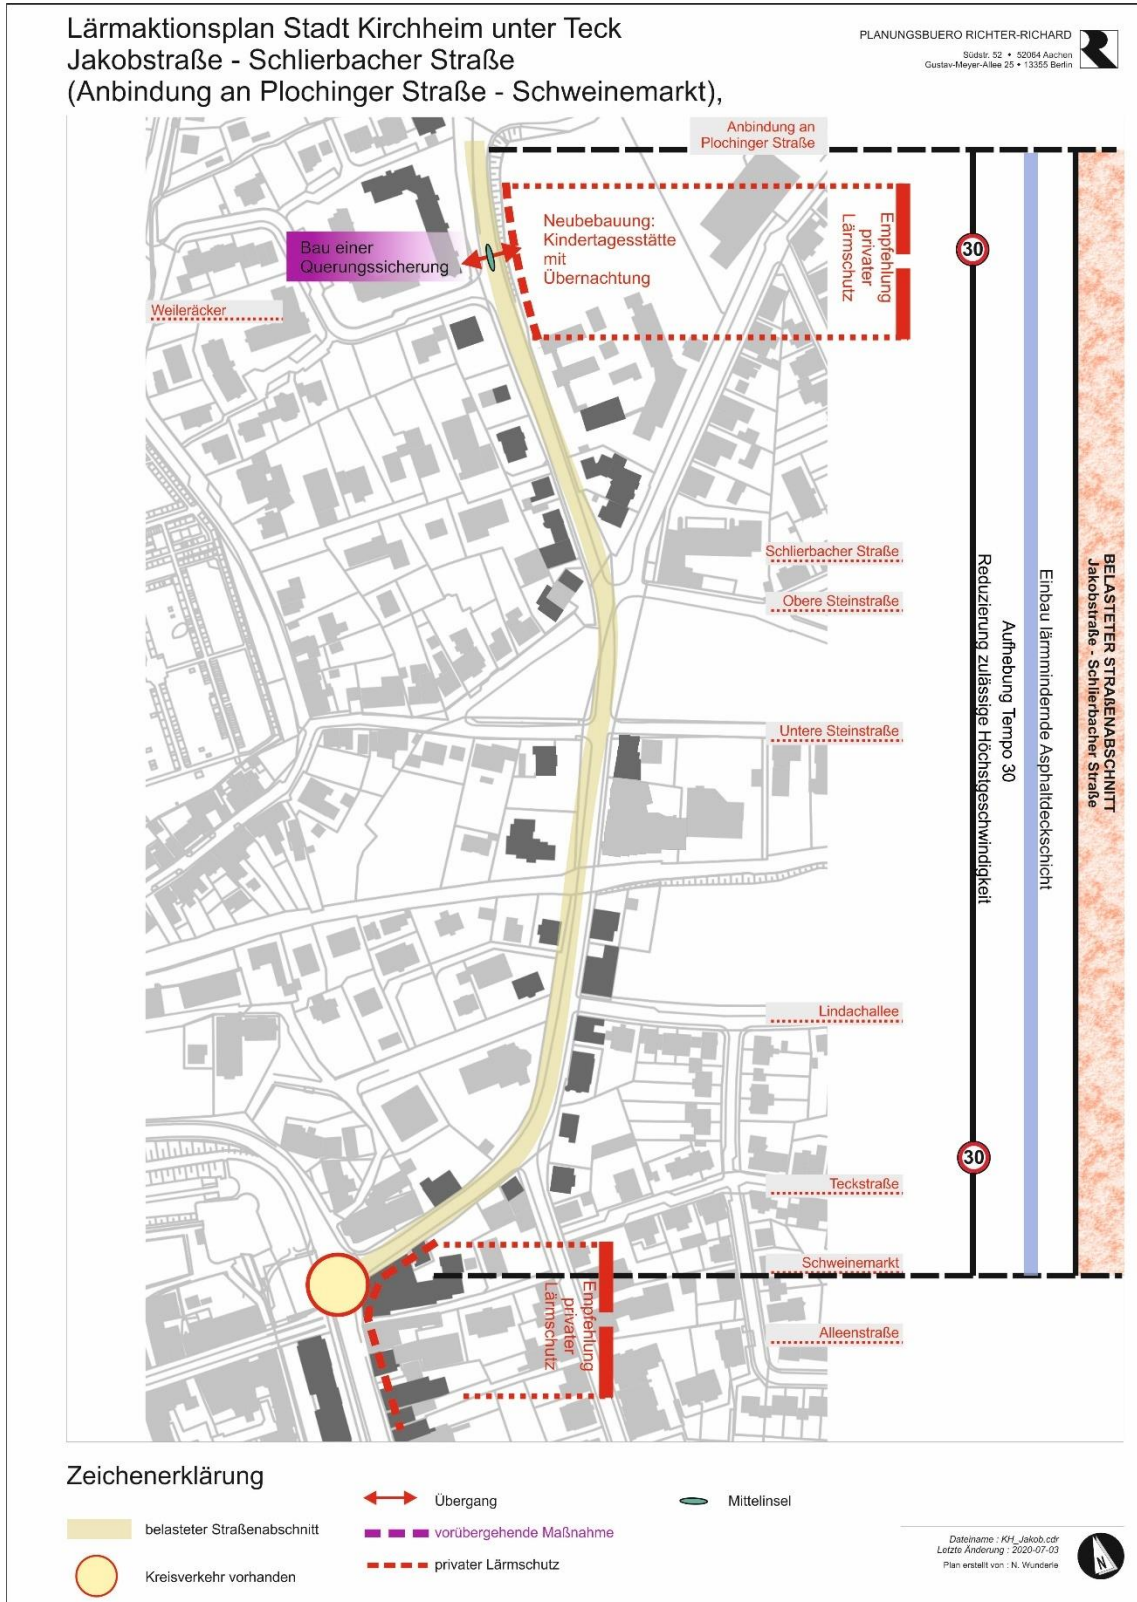 Lärmaktionsplan Stadt Kirchheim unter Teck
Jakobstraße - Schlierbacher Straße
(Anbindung an Plochinger Straße - Schweinemarkt),
PLANUNGSBUERO RICHTER-RICHARD
Südstr. 52 • 52064 Aachen
Gustav-Meyer-Allee 25 • 13355 Berlin
Anbindung an
Plochinger Straße
Neubebauung:
Kindertagesstätte
mit
Übernachtung
Empfehlung
privater
Lärmschutz
30
Bau einer
Querungssicherung
Weileräcker
Schlierbacher Straße
Obere Steinstraße
Untere Steinstraße
Lindachallee
Teckstraße
Schweinemarkt
Alleenstraße
Aufhebung Tempo 30
Reduzierung zulässige Höchstgeschwindigkeit
Einbau lärmmindernde Asphaltdeckschicht
BELASTETER STRAßENABSCHNITT
Jakobstraße - Schlierbacher Straße
30
Empfehlung
privater
Lärmschutz
Zeichenerklärung
belasteter Straßenabschnitt
Kreisverkehr vorhanden
Übergang
vorübergehende Maßnahme
privater Lärmschutz
Mittelinsel
Dateiname : KH_Jakob.cdr
Letzte Änderung : 2020-07-03
Plan erstellt von : N. Wunderle
N